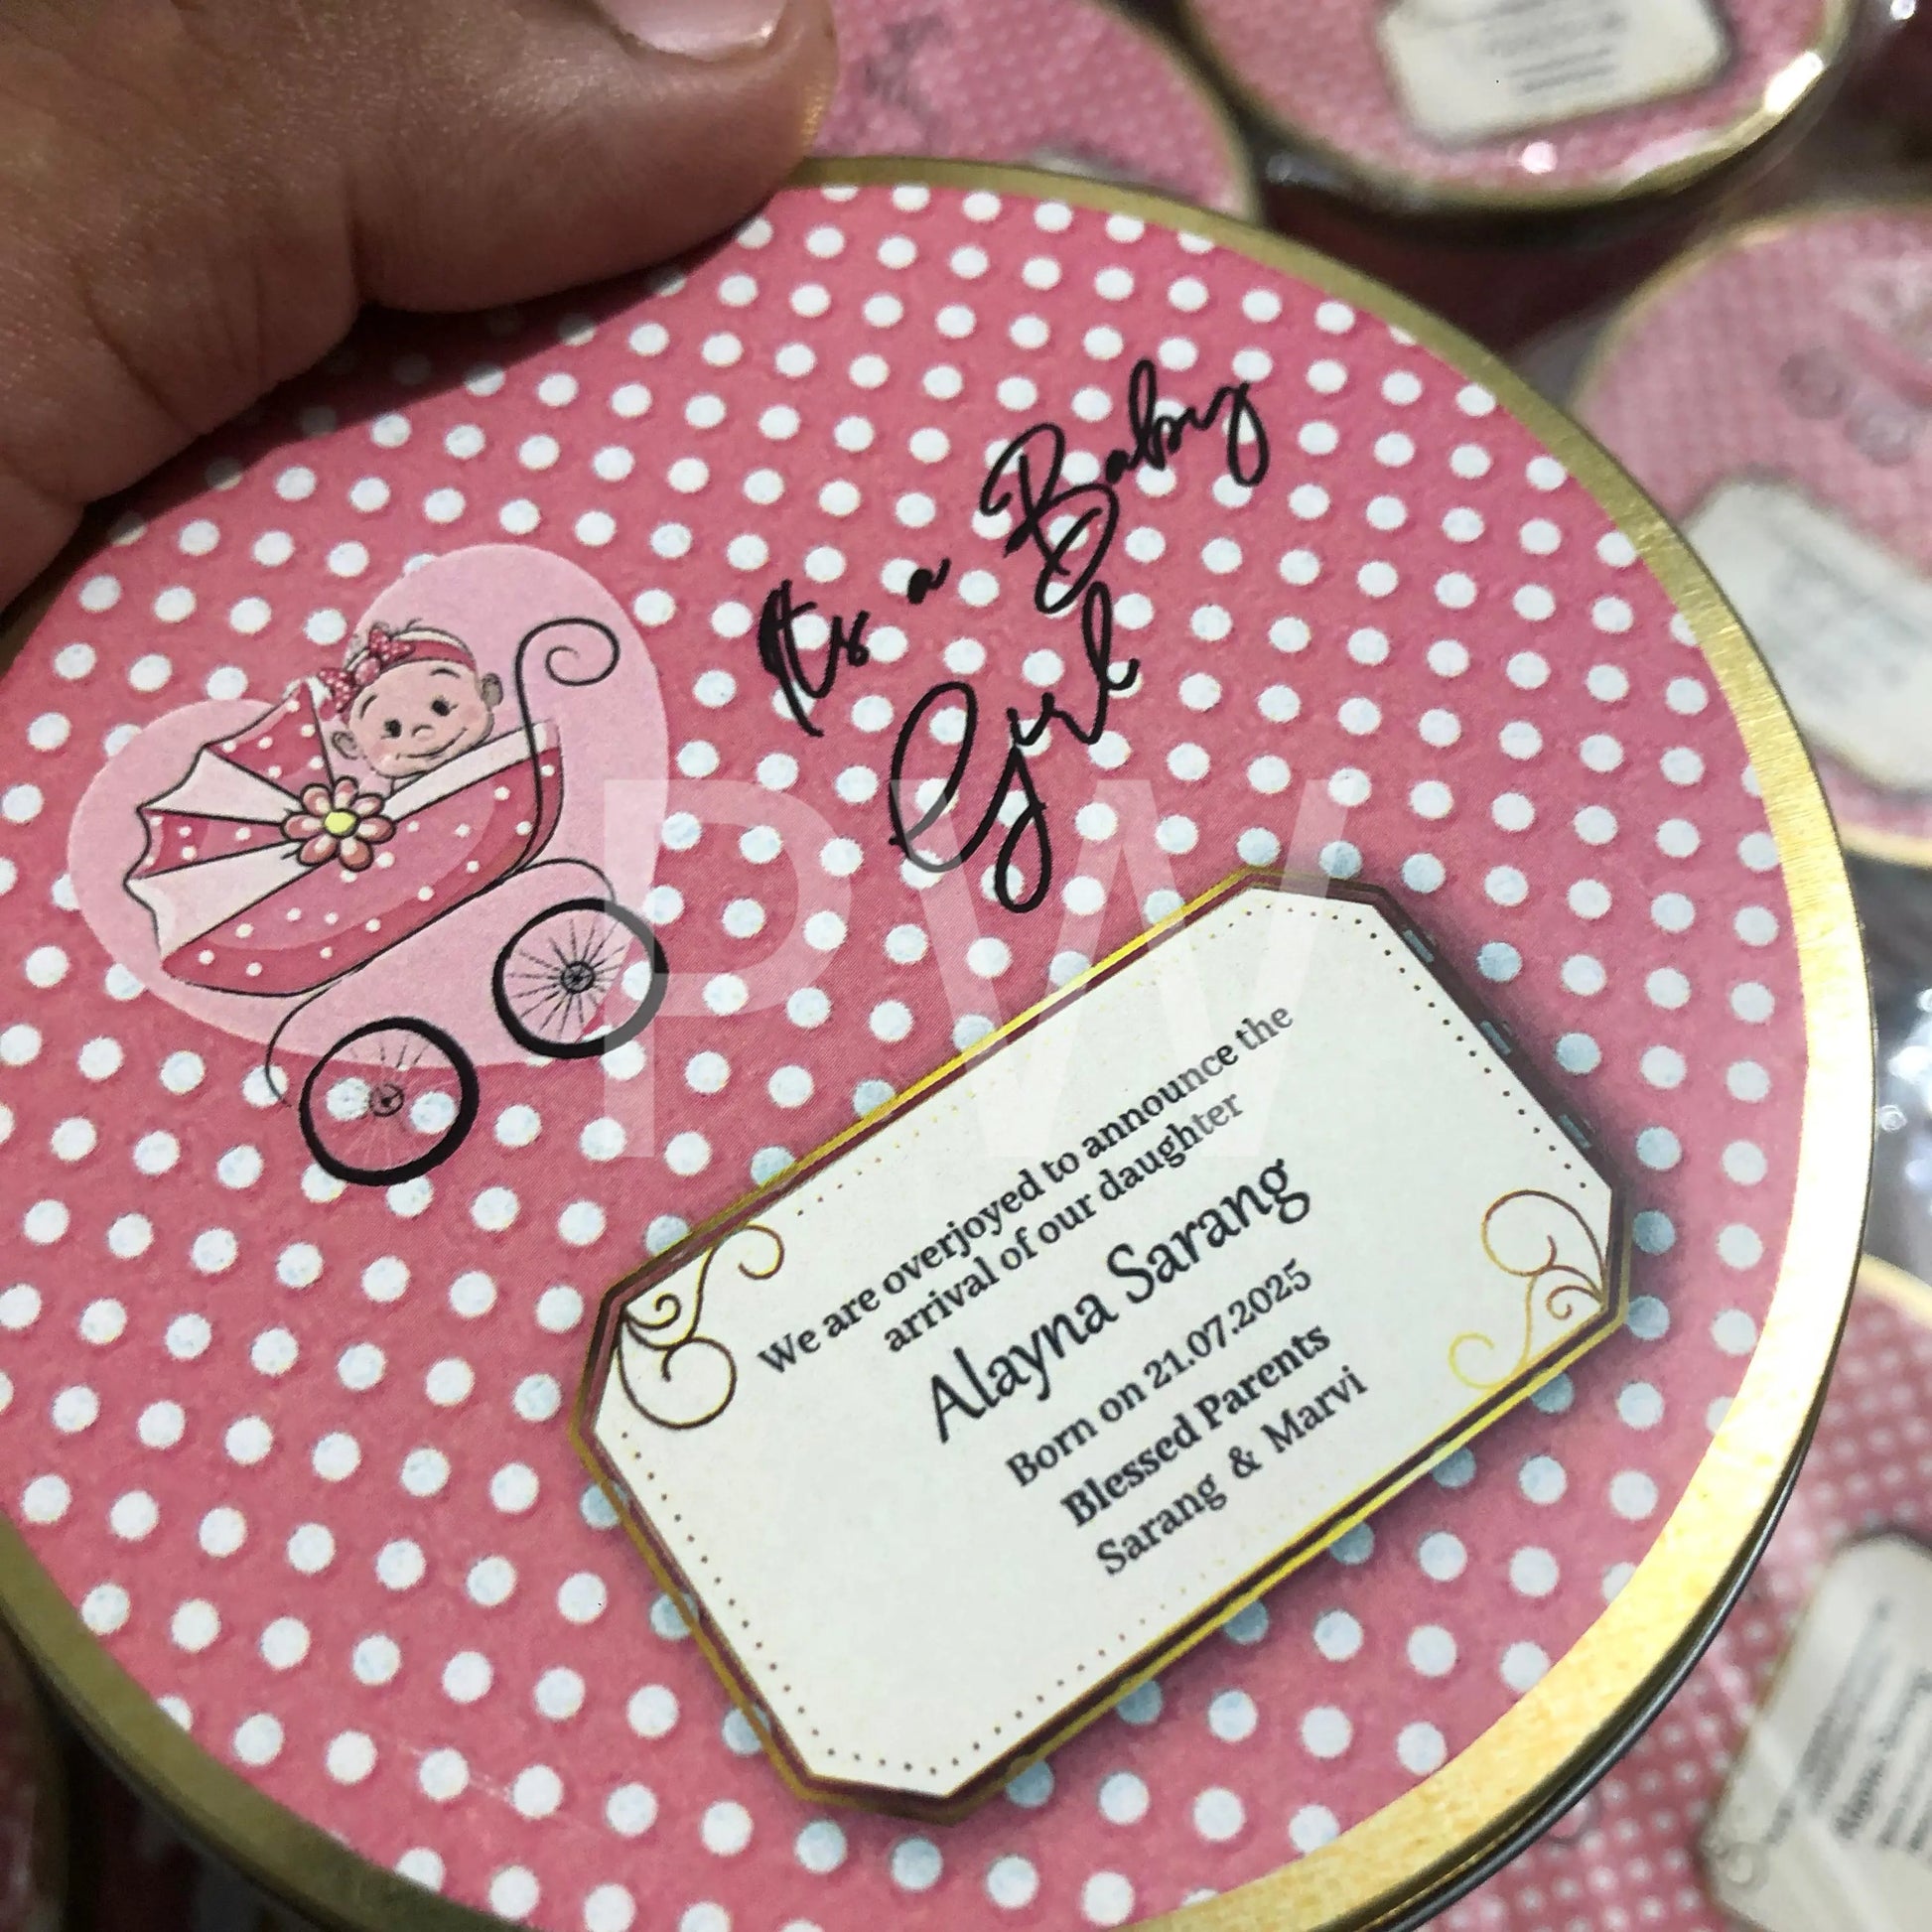 Its a Baby
Girl
We are overjoyed to announce the
arrival of our daughter
Alayna Sarang
Born on 21.07.2025
Blessed Parents
Sarang & Marvi
PW